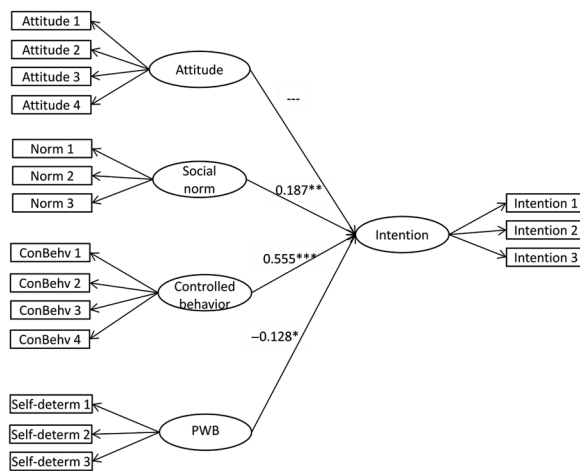 Attitude 1
Attitude 2
Attitude 3
Attitude 4
Attitude
---
Norm 1
Norm 2
Norm 3
Social
norm
0.187**
Intention
Intention 1
Intention 2
Intention 3
ConBehv 1
ConBehv 2
ConBehv 3
ConBehv 4
Controlled
behavior
0.555***
–0.128*
Self-determ 1
Self-determ 2
Self-determ 3
PWB